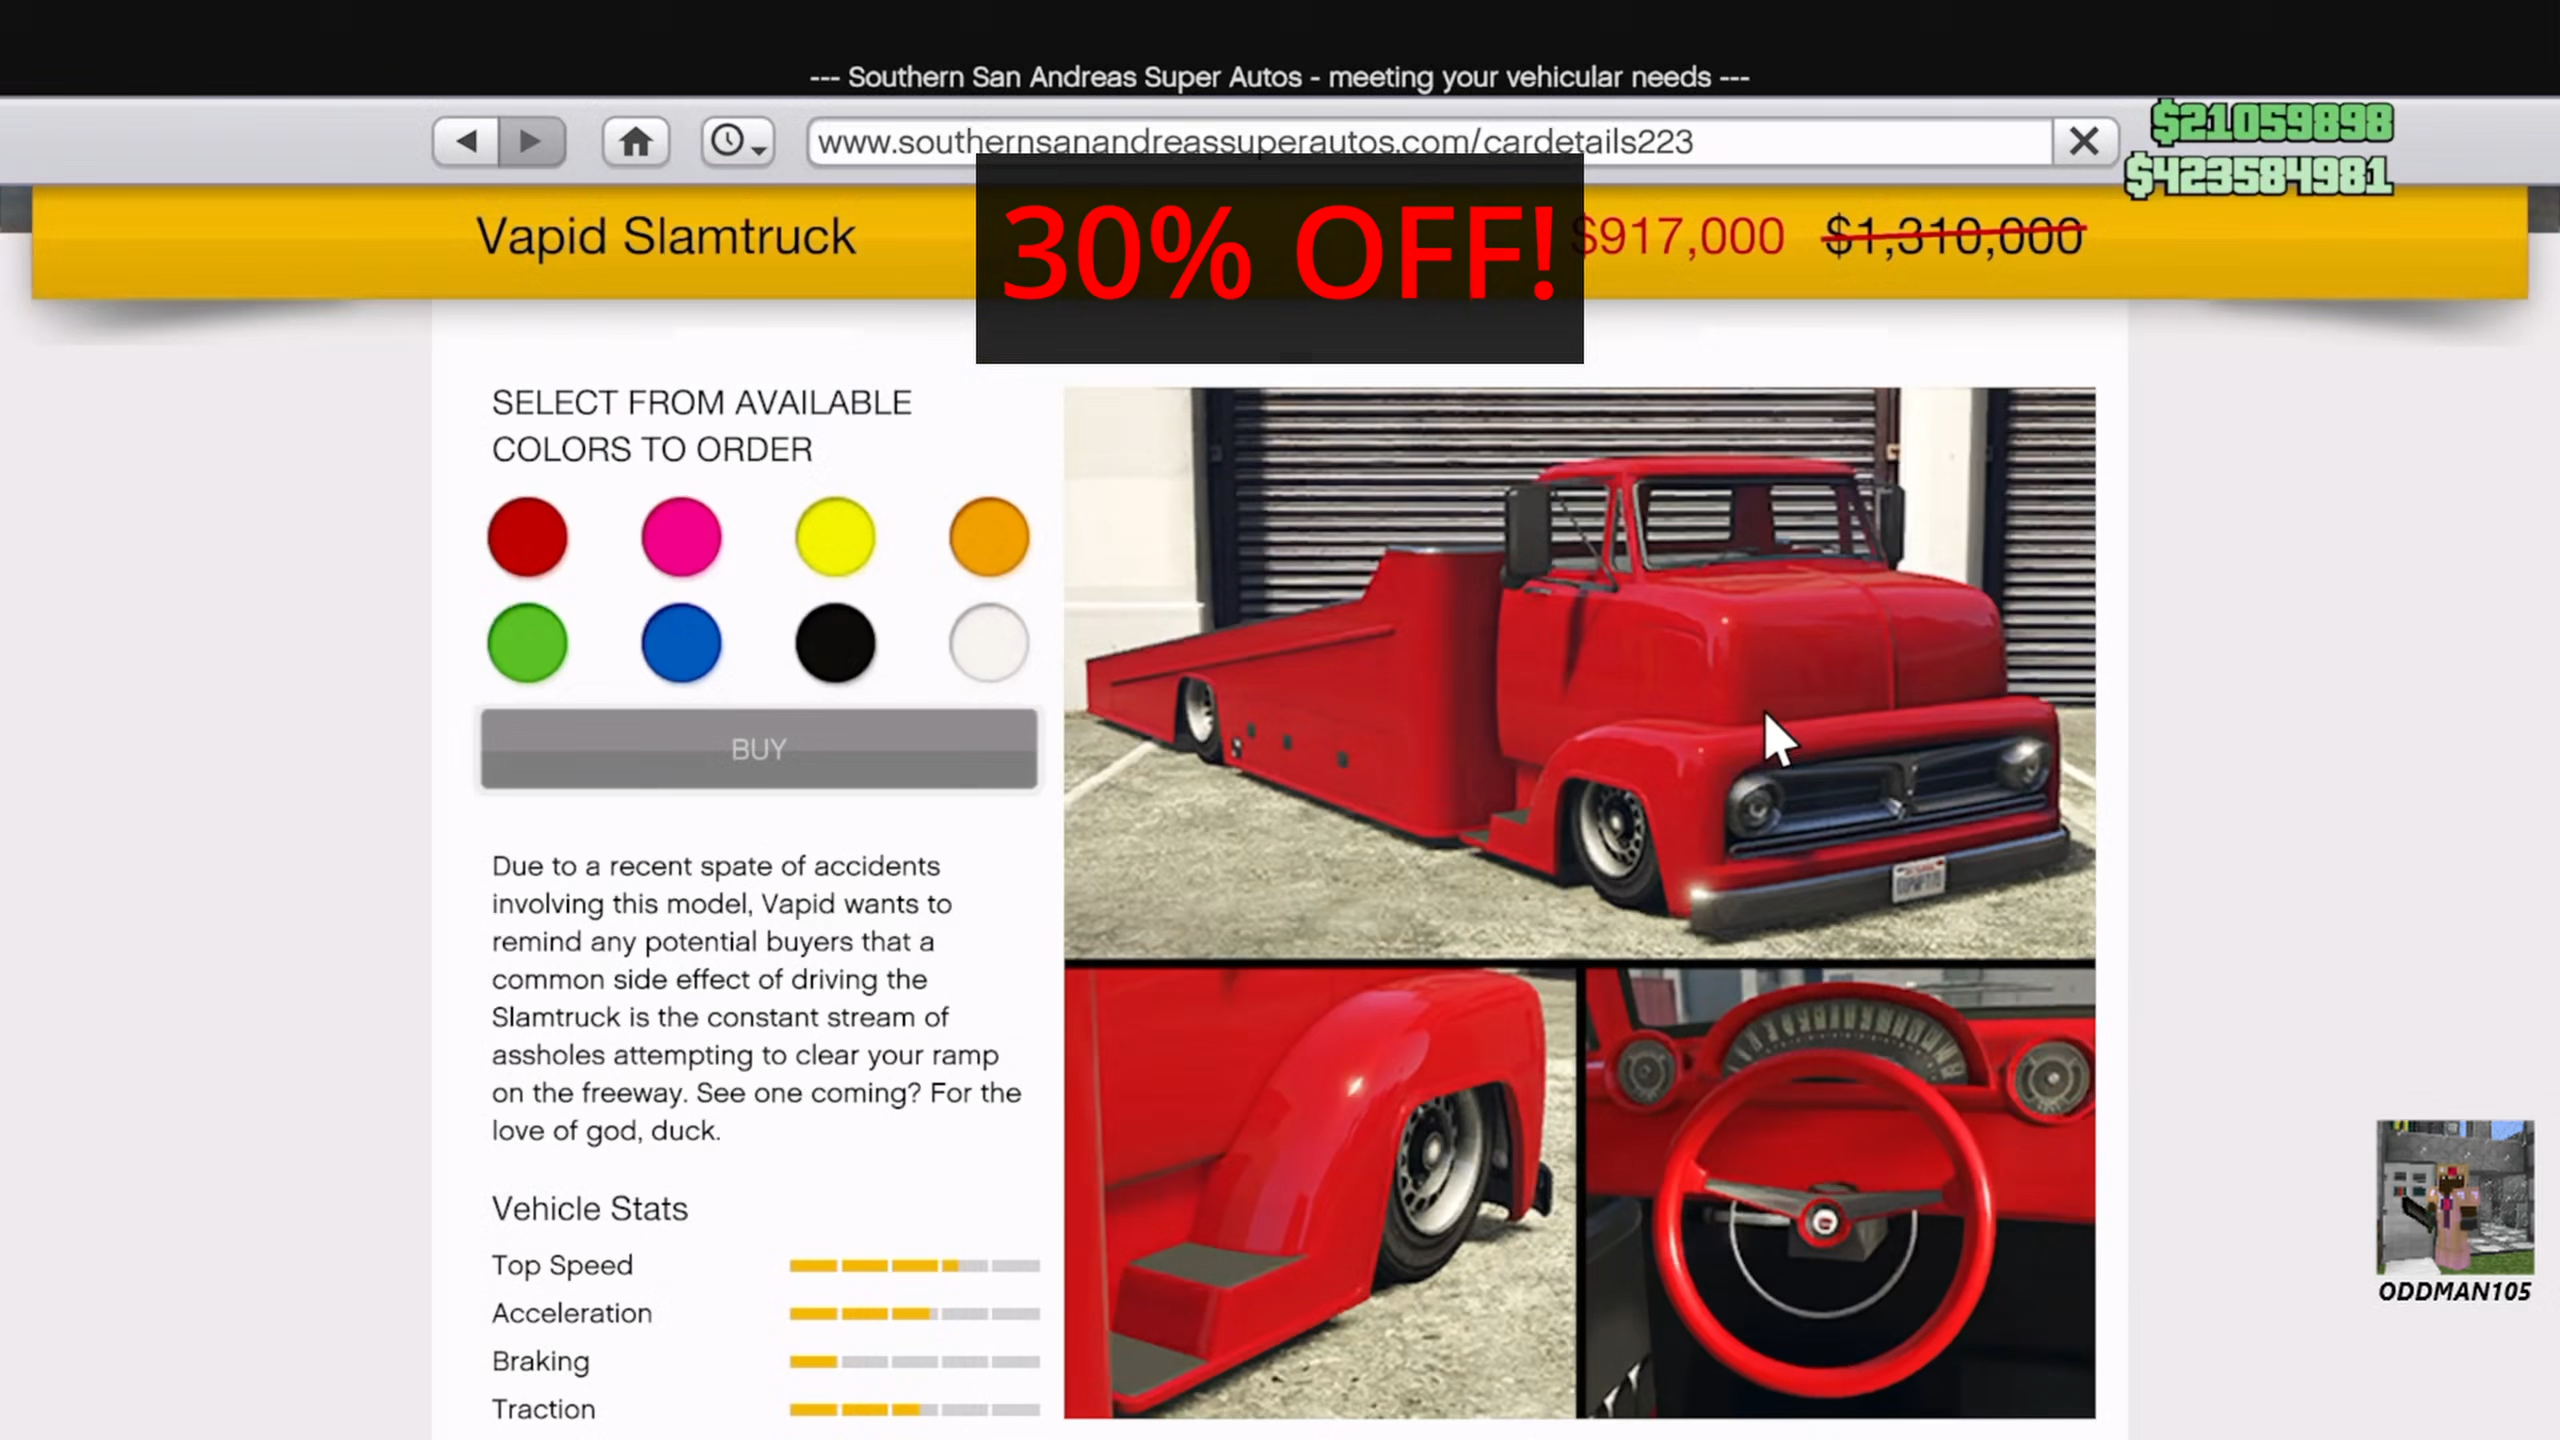 --- Southern San Andreas Super Autos - meeting your vehicular needs ---
www.southernsanandreassuperautos.com/cardetails223
$21059898
$423584981
Vapid Slamtruck
30% OFF!
$917,000 $1,310,000
SELECT FROM AVAILABLE
COLORS TO ORDER
BUY
Due to a recent spate of accidents
involving this model, Vapid wants to
remind any potential buyers that a
common side effect of driving the
Slamtruck is the constant stream of
assholes attempting to clear your ramp
on the freeway. See one coming? For the
love of god, duck.
Vehicle Stats
Top Speed
Acceleration
Braking
Traction
ODDMAN105